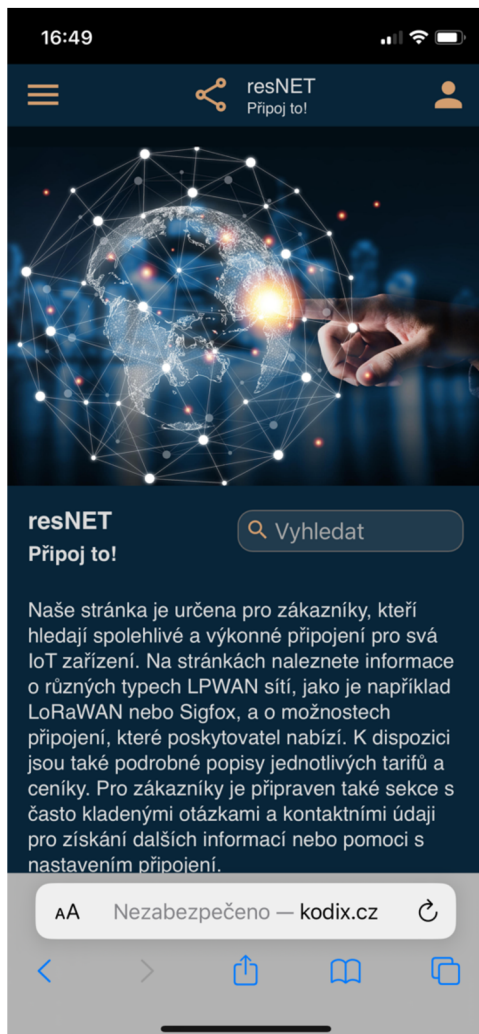 16:49
resNET
Připoj to!
resNET
Připoj to!
Vyhledat
Naše stránka je určena pro zákazníky, kteří
hledají spolehlivé a výkonné připojení pro svá
IoT zařízení. Na stránkách naleznete informace
o různých typech LPWAN sítí, jako je například
LoRaWAN nebo Sigfox, a o možnostech
připojení, které poskytovatel nabízí. K dispozici
jsou také podrobné popisy jednotlivých tarifů a
ceníky. Pro zákazníky je připraven také sekce s
často kladenými otázkami a kontaktními údaji
pro získání dalších informací nebo pomoci s
nastavením připojení.
AA Nezabezpečeno — kodix.cz